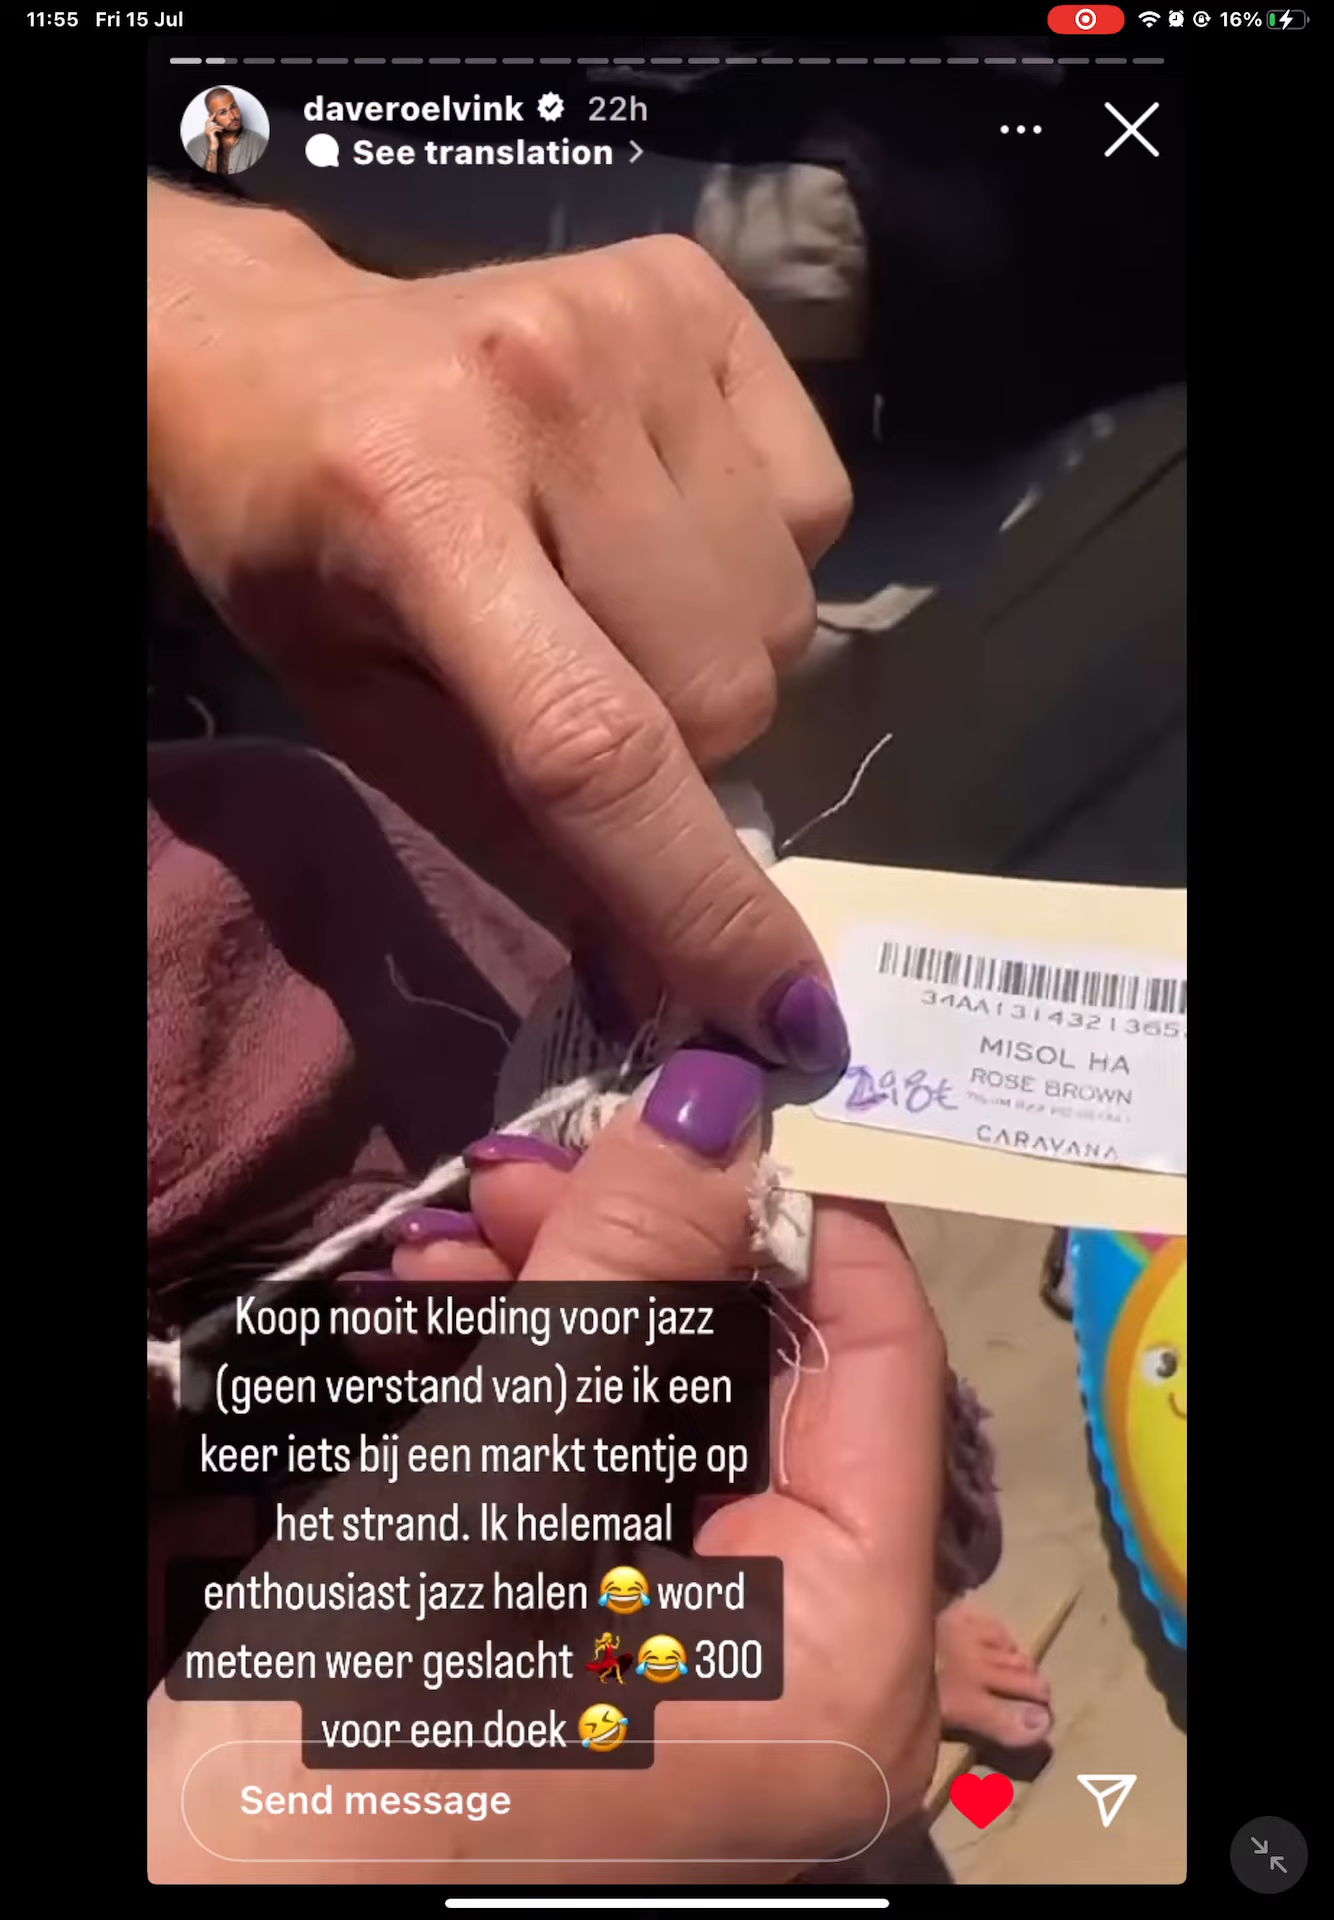 11:55 Fri 15 Jul
16%
daveroelvink 22h
See translation
34AA1314321365
MISOL HA
ROSE BROWN
298€
CARAVANA
Koop nooit kleding voor jazz
(geen verstand van) zie ik een
keer iets bij een markt tentje op
het strand. Ik helemaal
enthousiast jazz halen 😂 word
meteen weer geslacht 💃😂 300
voor een doek 🤣
Send message